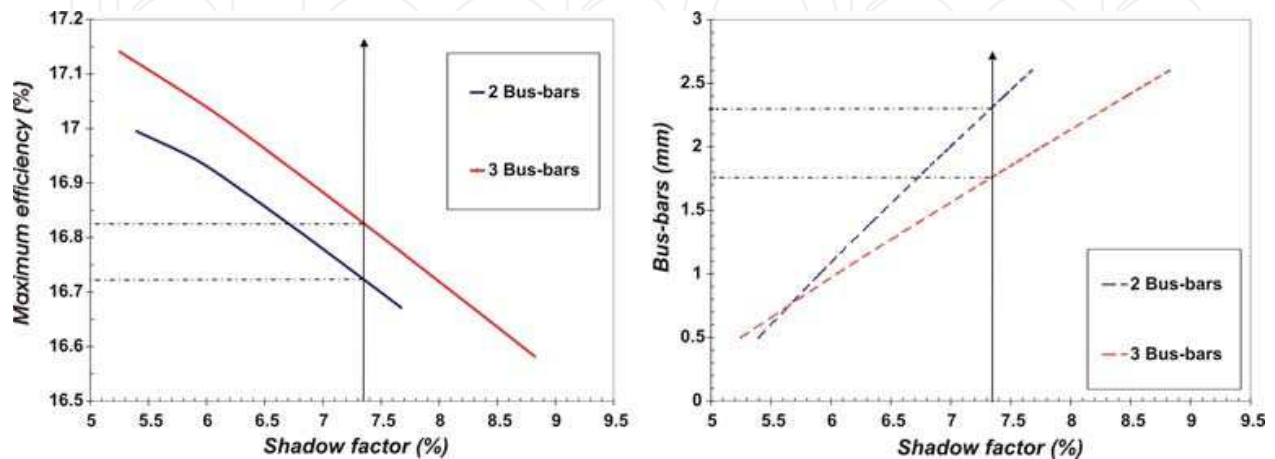 17.2
17.1
17
16.9
16.8
16.7
16.6
16.5
Maximum efficiency (%)
5 5.5 6 6.5 7 7.5 8 8.5 9 9.5
Shadow factor (%)
2 Bus-bars
3 Bus-bars
3
2.5
2
1.5
1
0.5
0
Bus-bars (mm)
5 5.5 6 6.5 7 7.5 8 8.5 9 9.5
Shadow factor (%)
2 Bus-bars
3 Bus-bars